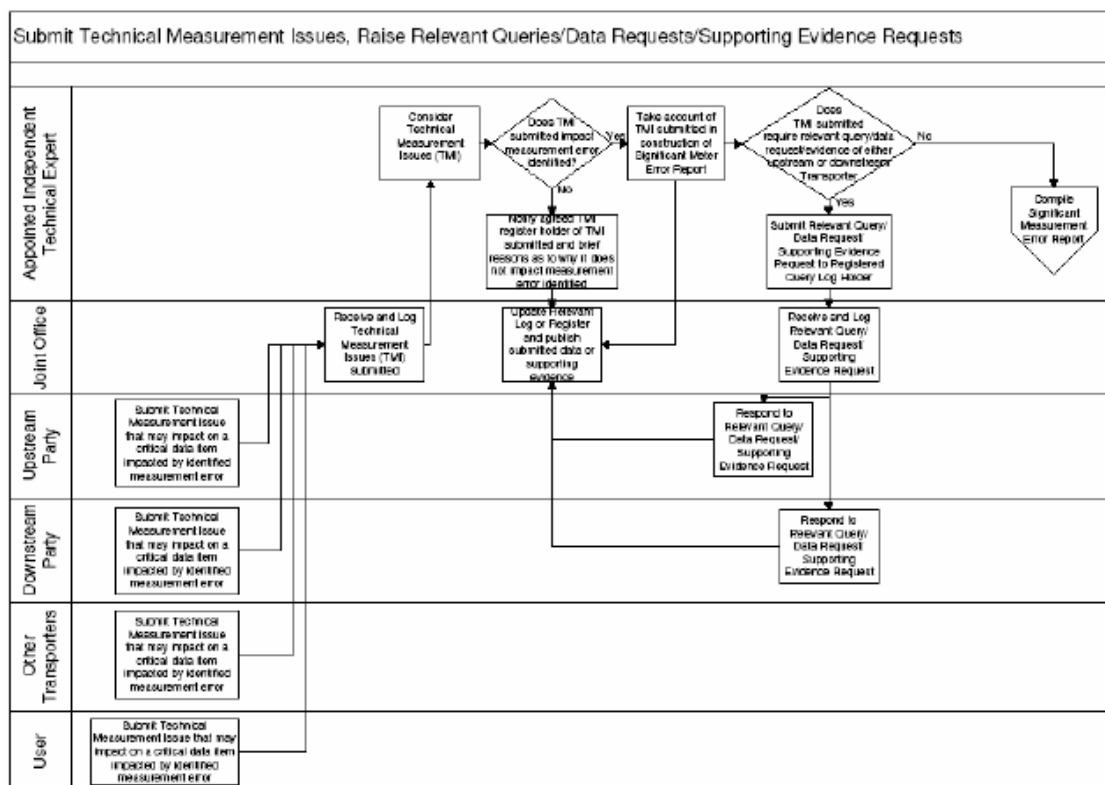 Submit Technical Measurement Issues, Raise Relevant Queries/Data Requests/Supporting Evidence Requests
Appointed Independent
Technical Expert
Consider
Technical
Measurement
Issues (TMI)
Does TMI
submitted impact
measurement error
identified?
Yes
No
Take account of
TMI submitted in
construction of
Significant Meter
Error Report
Does
TMI submitted
require relevant query/data
request/evidence of either
upstream or downstream
Transporter
No
Yes
Compile
Significant
Measurement
Error Report
Notify agreed TMI
register holder of TMI
submitted and brief
reasons as to why it does
not impact measurement
error identified
Submit Relevant Query/
Data Request/
Supporting Evidence
Request to Registered
Query Log Holder
Joint Office
Receive and Log
Technical
Measurement
Issues (TMI)
submitted
Update Relevant
Log or Register
and publish
submitted data or
supporting
evidence
Receive and Log
Relevant Query/
Data Request/
Supporting
Evidence Request
Upstream
Party
Submit Technical
Measurement Issue
that may impact on a
critical data item
impacted by identified
measurement error
Respond to
Relevant Query/
Data Request/
Supporting
Evidence Request
Downstream
Party
Submit Technical
Measurement Issue
that may impact on a
critical data item
impacted by identified
measurement error
Respond to
Relevant Query/
Data Request/
Supporting
Evidence Request
Other
Transporters
Submit Technical
Measurement Issue
that may impact on a
critical data item
impacted by identified
measurement error
User
Submit Technical
Measurement Issue that may
impact on a critical data item
impacted by identified
measurement error